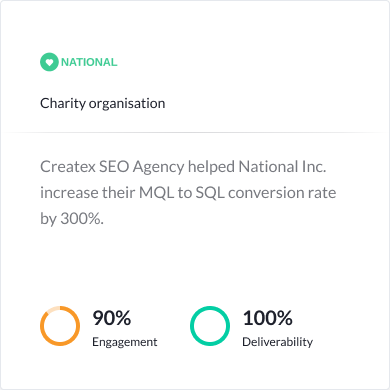 NATIONAL
Charity organisation
Createx SEO Agency helped National Inc.
increase their MQL to SQL conversion rate
by 300%.
90% 100%
Engagement Deliverability